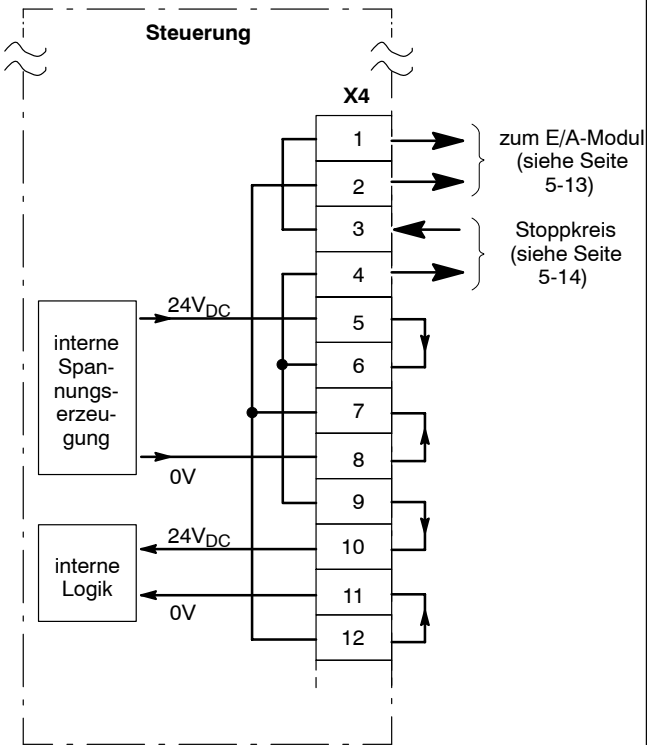 Steuerung
X4
1
zum E/A-Modul
(siehe Seite
5-13)
2
3
Stoppkreis
(siehe Seite
5-14)
4
24VDC
5
interne
Span-
nungs-
erzeu-
gung
6
7
8
0V
9
24VDC
10
interne
Logik
11
0V
12